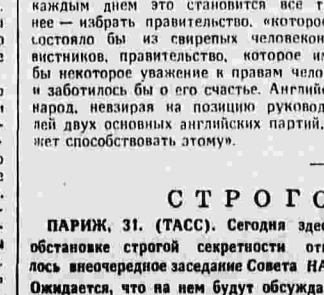 каждым днем это становится все
нее — избрать правительство, «которое
состояло бы из свирепых человекон
вистников, правительство, которое и
бы некоторое уважение к правам чело
и заботилось бы о его счастье. Англий
народ, невзирая на позицию руковод
лей двух основных английских партий,
жет способствовать этому».
СТРОГО
ПАРИЖ, 31. (ТАСС). Сегодня здес
обстановке строгой секретности от
лось внеочередное заседание Совета НА
Ожидается, что на нем будут обсужда